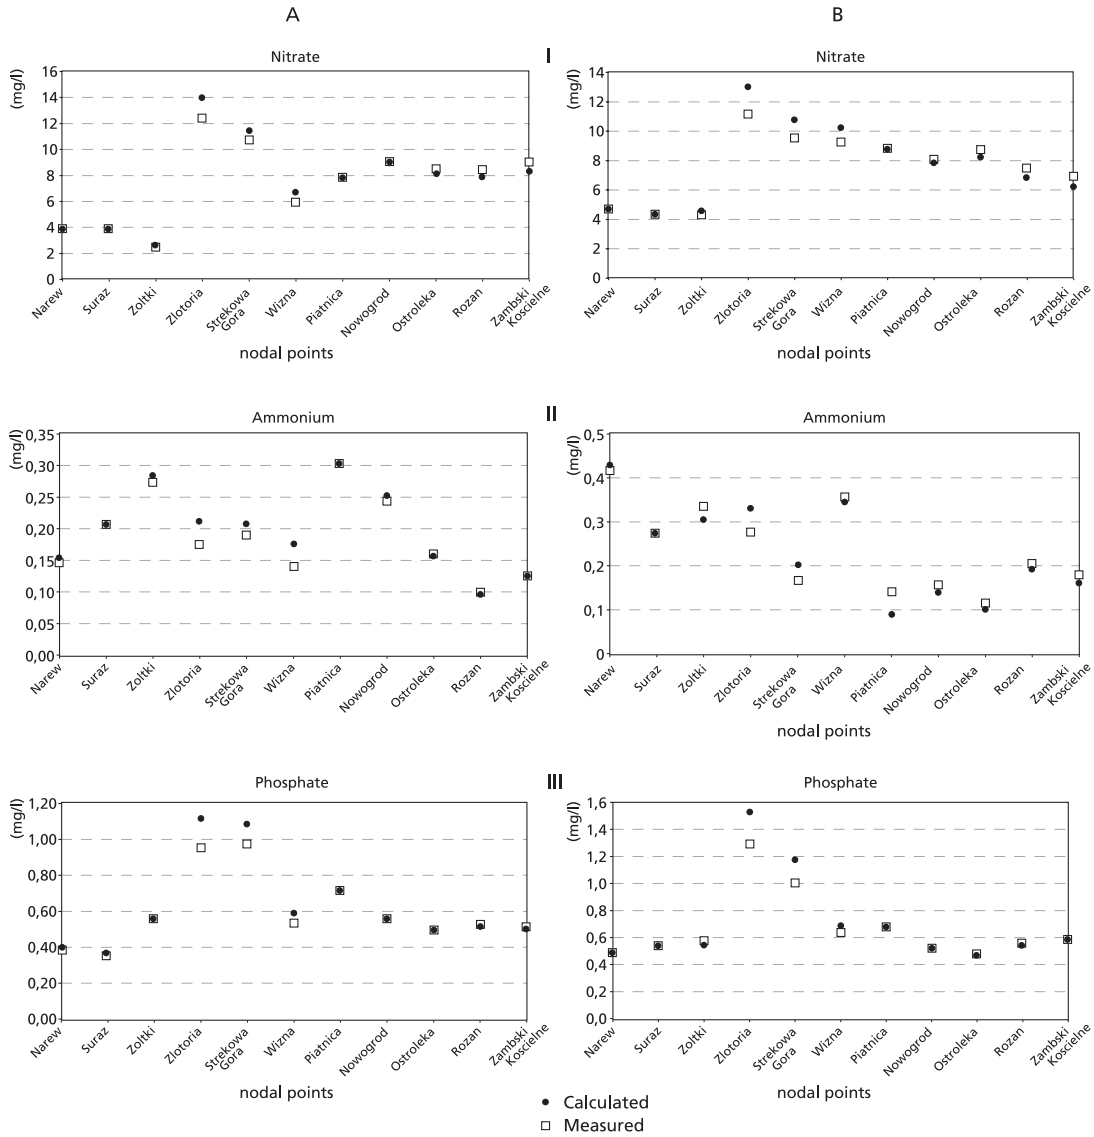 A
B
I
Nitrate
(mg/l)
16
14
12
10
8
6
4
2
0
Narew
Suraz
Zołtki
Zlotoria
Strekowa
Gora
Wizna
Piatnica
Nowogrod
Ostroleka
Rozan
Zambski
Koscielne
nodal points
Nitrate
(mg/l)
14
12
10
8
6
4
2
0
Narew
Suraz
Zołtki
Zlotoria
Strekowa
Gora
Wizna
Piatnica
Nowogrod
Ostroleka
Rozan
Zambski
Koscielne
nodal points
II
Ammonium
(mg/l)
0,35
0,30
0,25
0,20
0,15
0,10
0,05
0,00
Narew
Suraz
Zołtki
Zlotoria
Strekowa
Gora
Wizna
Piatnica
Nowogrod
Ostroleka
Rozan
Zambski
Koscielne
nodal points
Ammonium
(mg/l)
0,5
0,4
0,3
0,2
0,1
0
Narew
Suraz
Zołtki
Zlotoria
Strekowa
Gora
Wizna
Piatnica
Nowogrod
Ostroleka
Rozan
Zambski
Koscielne
nodal points
III
Phosphate
(mg/l)
1,20
1,00
0,80
0,60
0,40
0,20
0,00
Narew
Suraz
Zołtki
Zlotoria
Strekowa
Gora
Wizna
Piatnica
Nowogrod
Ostroleka
Rozan
Zambski
Koscielne
nodal points
Phosphate
(mg/l)
1,6
1,4
1,2
1,0
0,8
0,6
0,4
0,2
0,0
Narew
Suraz
Zołtki
Zlotoria
Strekowa
Gora
Wizna
Piatnica
Nowogrod
Ostroleka
Rozan
Zambski
Koscielne
nodal points
Calculated
Measured